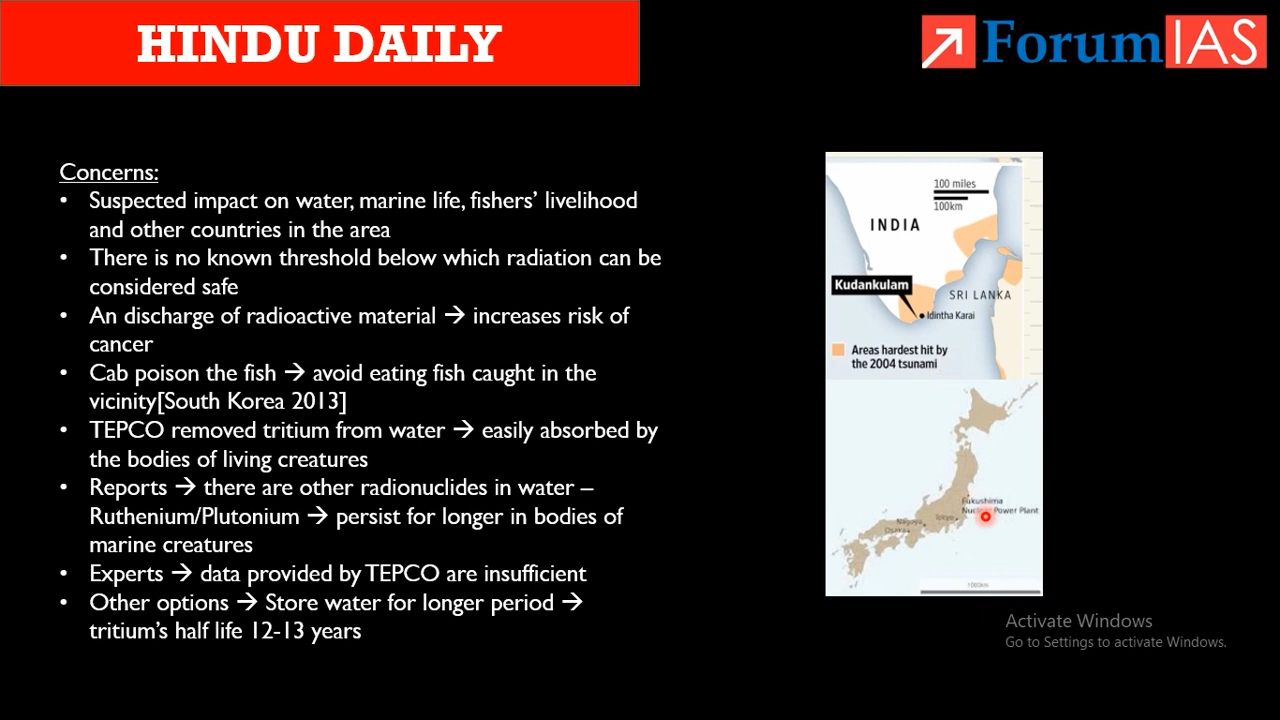 HINDU DAILY
ForumIAS
Concerns:
• Suspected impact on water, marine life, fishers’ livelihood
and other countries in the area
• There is no known threshold below which radiation can be
considered safe
• An discharge of radioactive material → increases risk of
cancer
• Cab poison the fish → avoid eating fish caught in the
vicinity[South Korea 2013]
• TEPCO removed tritium from water → easily absorbed by
the bodies of living creatures
• Reports → there are other radionuclides in water –
Ruthenium/Plutonium → persist for longer in bodies of
marine creatures
• Experts → data provided by TEPCO are insufficient
• Other options → Store water for longer period →
tritium’s half life 12-13 years
100 miles
100km
INDIA
Kudankulam
SRI LANKA
Idintha Karai
Areas hardest hit by
the 2004 tsunami
Fukushima
Nuclear Power Plant
Nagoya
Tokyo
Osaka
1000km
Activate Windows
Go to Settings to activate Windows.